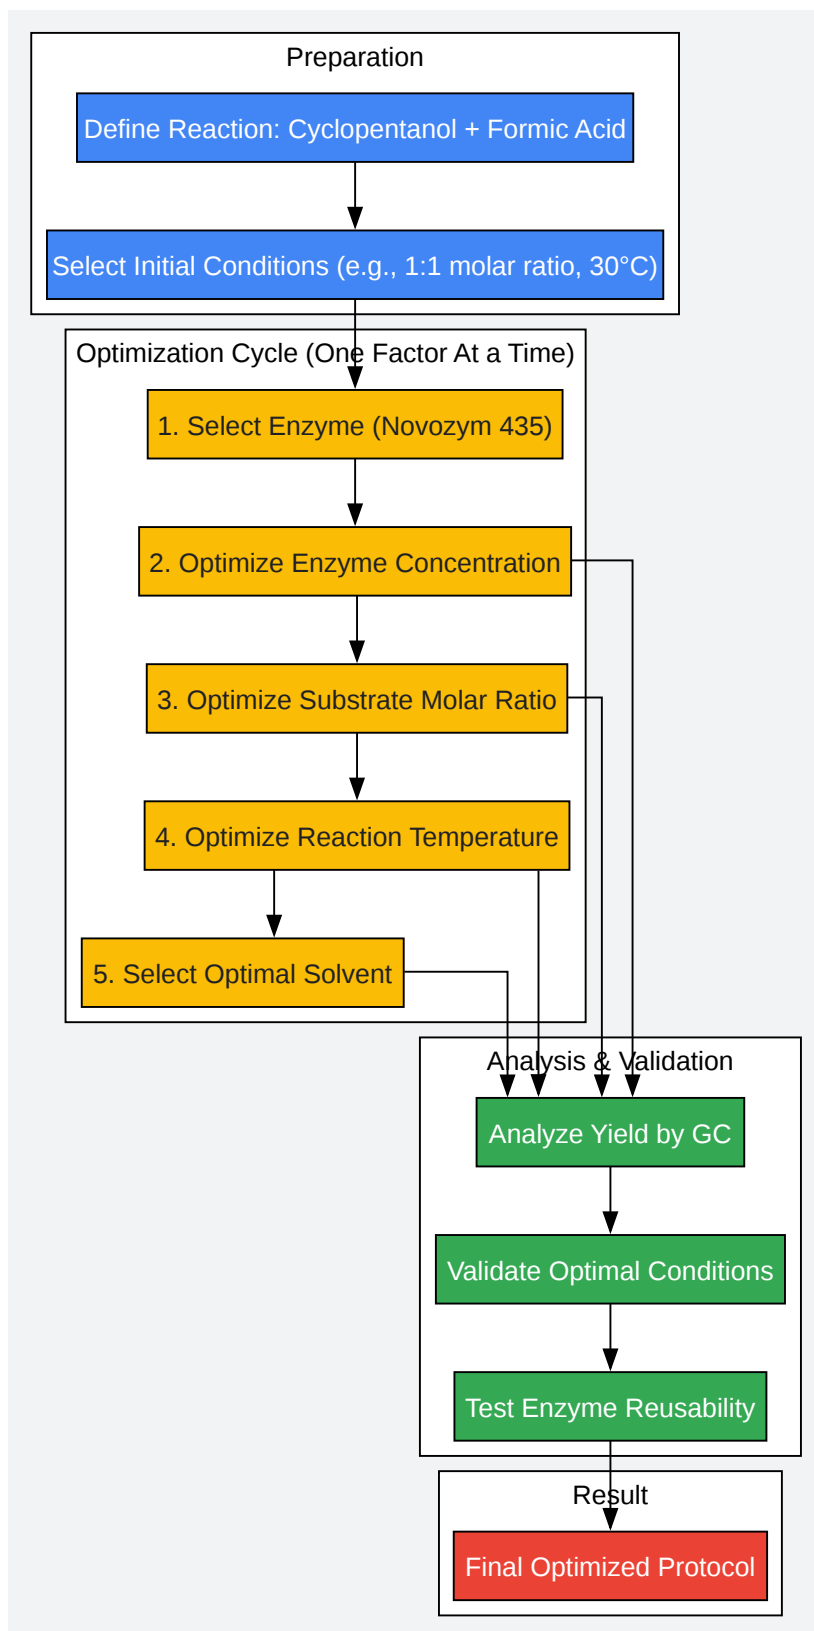 Preparation
Define Reaction: Cyclopentanol + Formic Acid
Select Initial Conditions (e.g., 1:1 molar ratio, 30°C)
Optimization Cycle (One Factor At a Time)
1. Select Enzyme (Novozym 435)
2. Optimize Enzyme Concentration
3. Optimize Substrate Molar Ratio
4. Optimize Reaction Temperature
5. Select Optimal Solvent
Analysis & Validation
Analyze Yield by GC
Validate Optimal Conditions
Test Enzyme Reusability
Result
Final Optimized Protocol